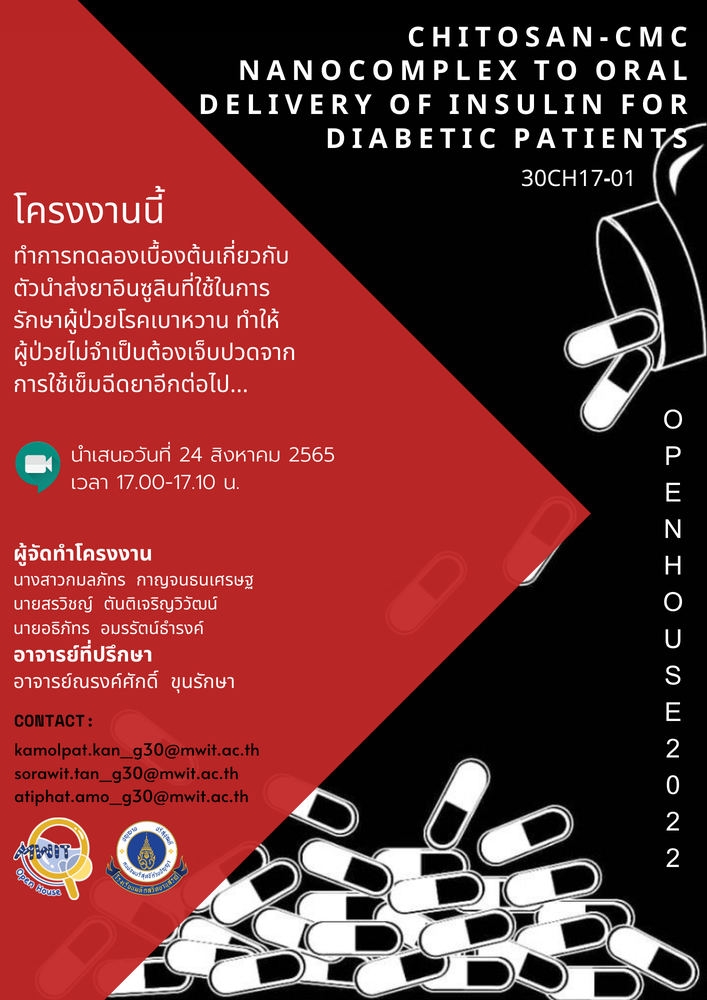 CHITOSAN-CMC
NANOCOMPLEX TO ORAL
DELIVERY OF INSULIN FOR
DIABETIC PATIENTS
30CH17-01
โครงงานนี้
ทำการทดลองเบื้องต้นเกี่ยวกับ
ตัวนำส่งยาอินซูลินที่ใช้ในการ
รักษาผู้ป่วยโรคเบาหวาน ทำให้
ผู้ป่วยไม่จำเป็นต้องเจ็บปวดจาก
การใช้เข็มฉีดยาอีกต่อไป...
นำเสนอวันที่ 24 สิงหาคม 2565
เวลา 17.00-17.10 น.
ผู้จัดทำโครงงาน
นางสาวกมลภัทร กาญจนธนเศรษฐ
นายสรวิชญ์ ตันติเจริญวิวัฒน์
นายอธิภัทร อมรรัตน์ธำรงค์
อาจารย์ที่ปรึกษา
อาจารย์ณรงค์ศักดิ์ ขุนรักษา
CONTACT:
kamolpat.kan_g30@mwit.ac.th
sorawit.tan_g30@mwit.ac.th
atiphat.amo_g30@mwit.ac.th
MWIT
Open House
OPENHOUSE2022